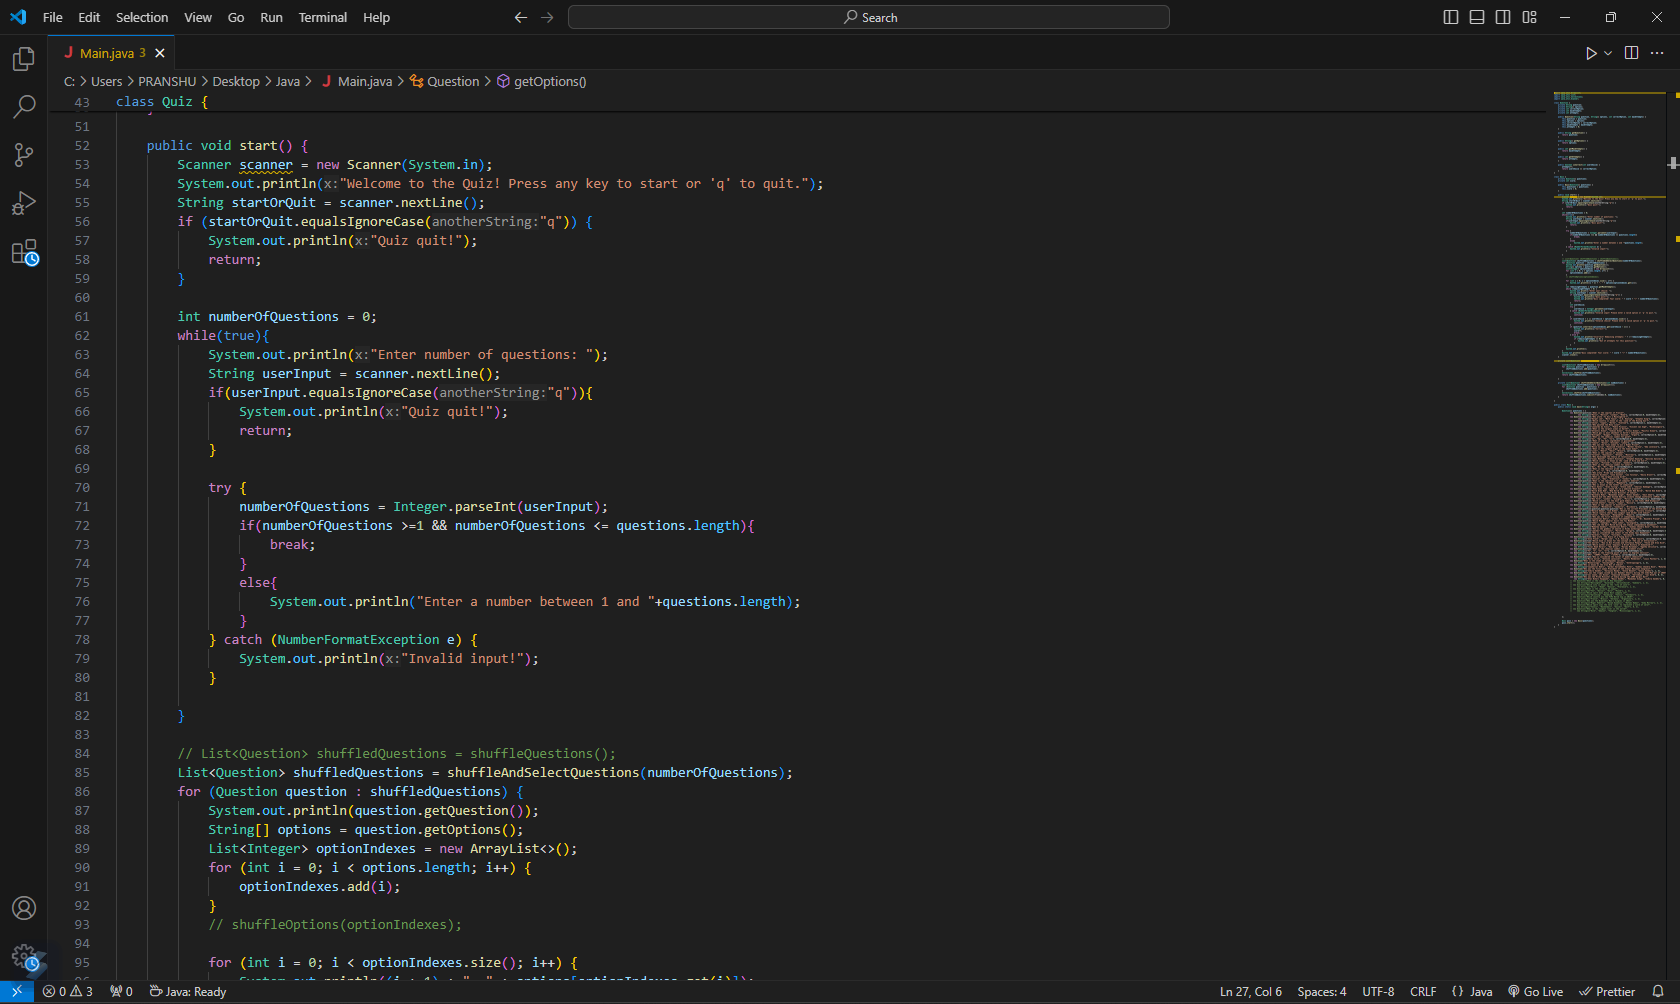 File Edit Selection View Go Run Terminal Help
Search
J Main.java 3
C: > Users > PRANSHU > Desktop > Java > J Main.java > Question > getOptions()
43 class Quiz {
51
52 public void start() {
53 Scanner scanner = new Scanner(System.in);
54 System.out.println(x:"Welcome to the Quiz! Press any key to start or 'q' to quit.");
55 String startOrQuit = scanner.nextLine();
56 if (startOrQuit.equalsIgnoreCase(anotherString:"q")) {
57 System.out.println(x:"Quiz quit!");
58 return;
59 }
60
61 int numberOfQuestions = 0;
62 while(true){
63 System.out.println(x:"Enter number of questions: ");
64 String userInput = scanner.nextLine();
65 if(userInput.equalsIgnoreCase(anotherString:"q")){
66 System.out.println(x:"Quiz quit!");
67 return;
68 }
69
70 try {
71 numberOfQuestions = Integer.parseInt(userInput);
72 if(numberOfQuestions >=1 && numberOfQuestions <= questions.length){
73 break;
74 }
75 else{
76 System.out.println("Enter a number between 1 and "+questions.length);
77 }
78 } catch (NumberFormatException e) {
79 System.out.println(x:"Invalid input!");
80 }
81
82 }
83
84 // List<Question> shuffledQuestions = shuffleQuestions();
85 List<Question> shuffledQuestions = shuffleAndSelectQuestions(numberOfQuestions);
86 for (Question question : shuffledQuestions) {
87 System.out.println(question.getQuestion());
88 String[] options = question.getOptions();
89 List<Integer> optionIndexes = new ArrayList<>();
90 for (int i = 0; i < options.length; i++) {
91 optionIndexes.add(i);
92 }
93 // shuffleOptions(optionIndexes);
94
95 for (int i = 0; i < optionIndexes.size(); i++) {
0 3 0 Java: Ready Ln 27, Col 6 Spaces: 4 UTF-8 CRLF {} Java Go Live Prettier